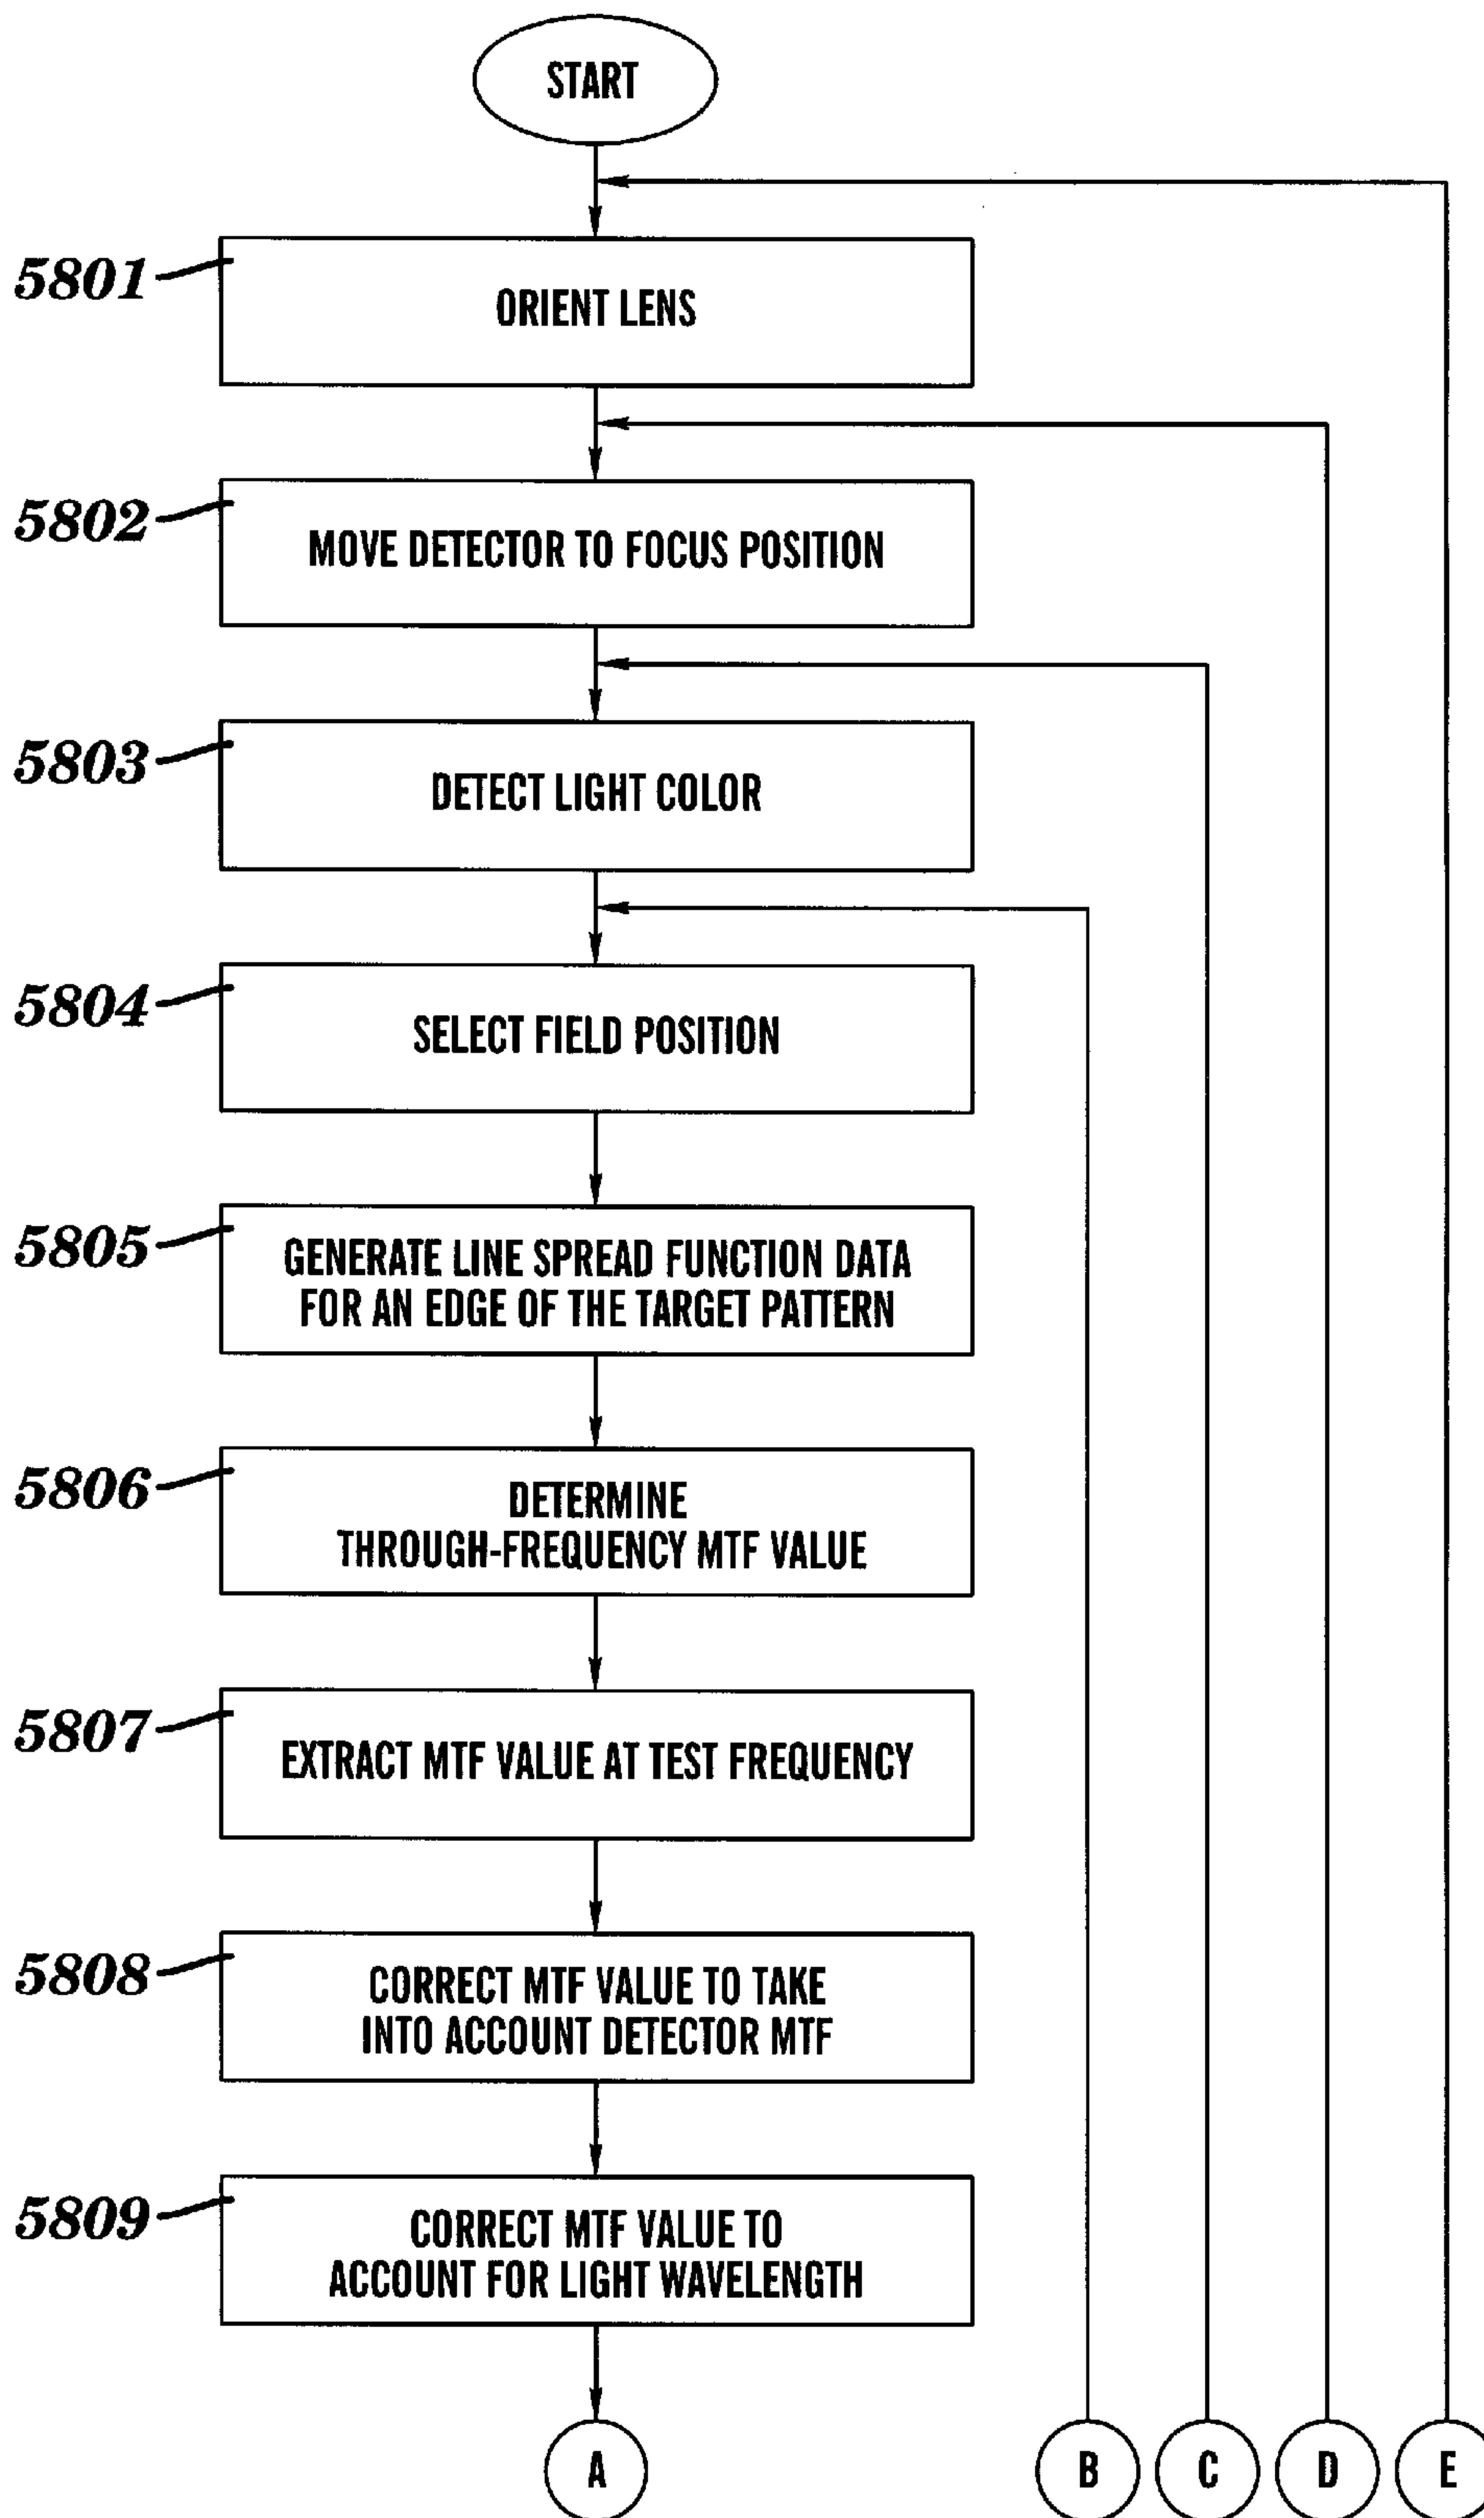 START
5801
ORIENT LENS
5802
MOVE DETECTOR TO FOCUS POSITION
5803
DETECT LIGHT COLOR
5804
SELECT FIELD POSITION
5805
GENERATE LINE SPREAD FUNCTION DATA
FOR AN EDGE OF THE TARGET PATTERN
5806
DETERMINE
THROUGH-FREQUENCY MTF VALUE
5807
EXTRACT MTF VALUE AT TEST FREQUENCY
5808
CORRECT MTF VALUE TO TAKE
INTO ACCOUNT DETECTOR MTF
5809
CORRECT MTF VALUE TO
ACCOUNT FOR LIGHT WAVELENGTH
A B C D E